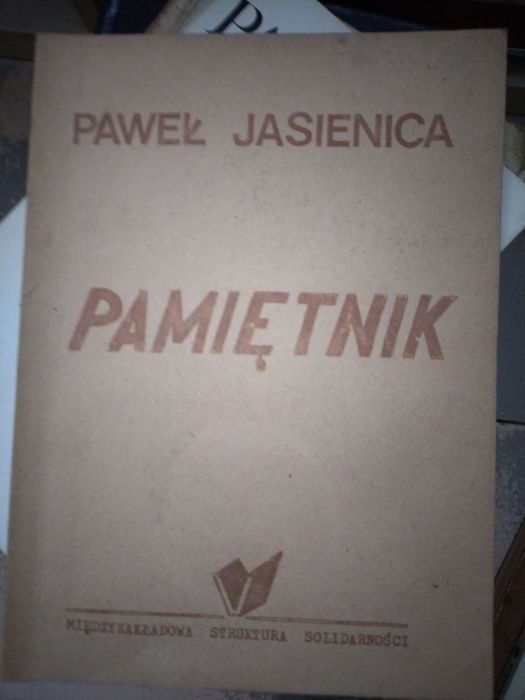 PAWEŁ JASIENICA
PAMIĘTNIK
MIĘDZYZAKŁADOWA STRUKTURA SOLIDARNOŚCI